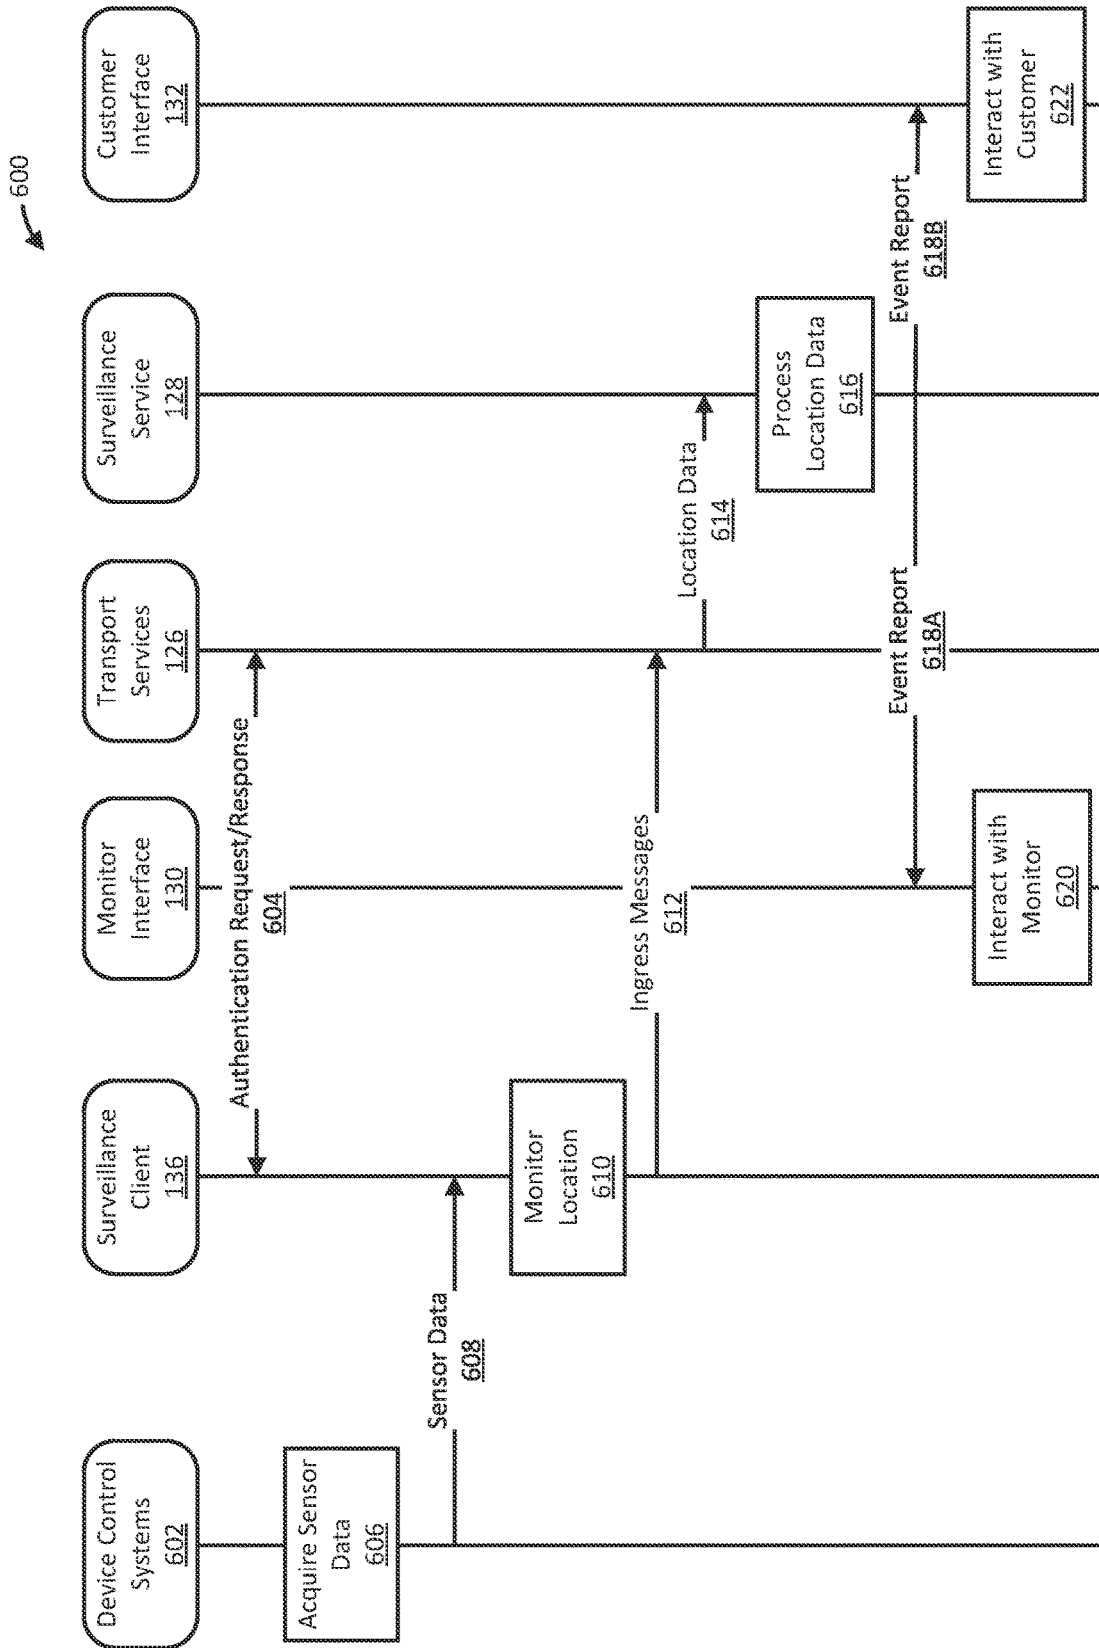 600
Device Control
Systems
602
Surveillance
Client
136
Monitor
Interface
130
Transport
Services
126
Surveillance
Service
128
Customer
Interface
132
Authentication Request/Response
604
Acquire Sensor
Data
606
Sensor Data
608
Monitor
Location
610
Ingress Messages
612
Location Data
614
Process
Location Data
616
Event Report
618A
Event Report
618B
Interact with
Monitor
620
Interact with
Customer
622